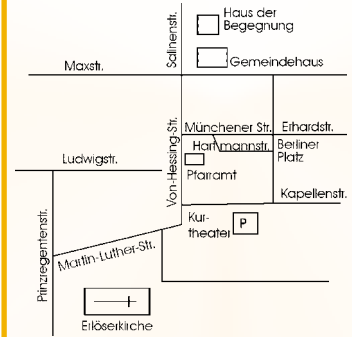 Haus der
Begegnung
Salinenstr.
Gemeindehaus
Maxstr.
Münchener Str.
Erhardstr.
Hartmannstr.
Berliner
Platz
Von-Hessing-Str.
Ludwigstr.
Pfarramt
Kapellenstr.
Kur-
theater
P
Prinzregentenstr.
Martin-Luther-Str.
Erlöserkirche